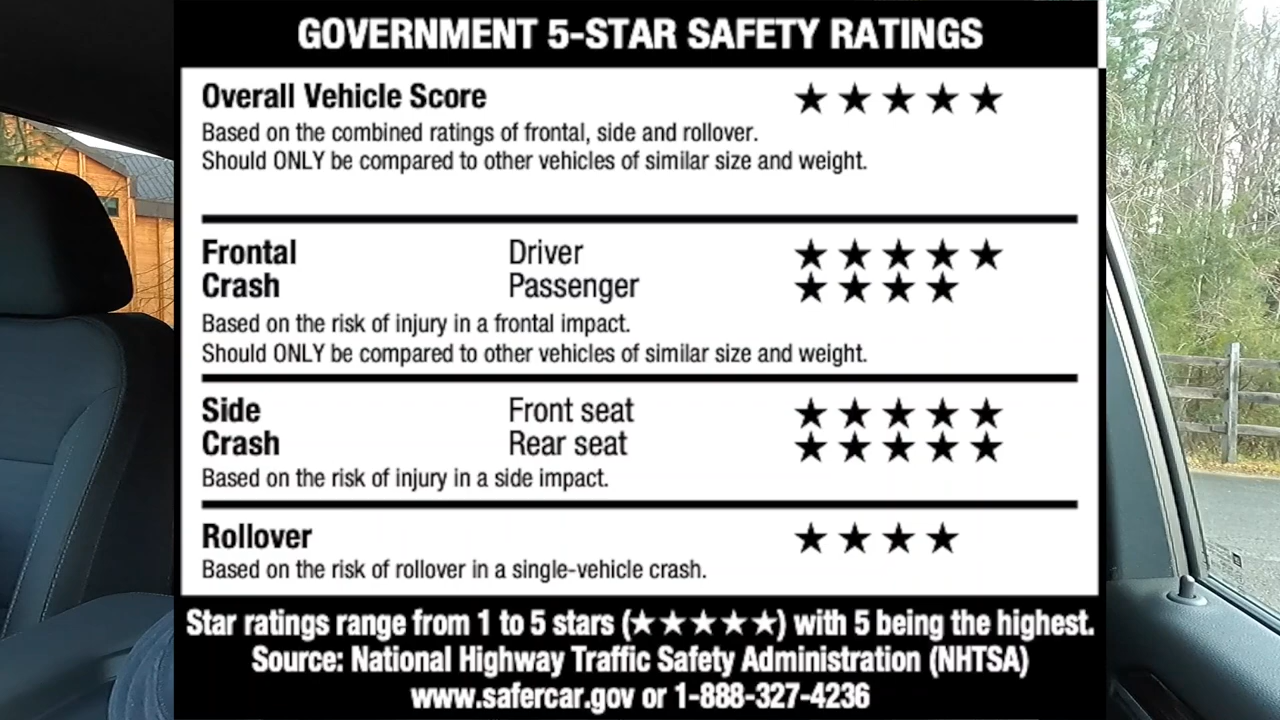 GOVERNMENT 5-STAR SAFETY RATINGS
Overall Vehicle Score ★★★★★
Based on the combined ratings of frontal, side and rollover.
Should ONLY be compared to other vehicles of similar size and weight.
Frontal Driver ★★★★★
Crash Passenger ★★★★
Based on the risk of injury in a frontal impact.
Should ONLY be compared to other vehicles of similar size and weight.
Side Front seat ★★★★★
Crash Rear seat ★★★★★
Based on the risk of injury in a side impact.
Rollover ★★★★
Based on the risk of rollover in a single-vehicle crash.
Star ratings range from 1 to 5 stars (★★★★★) with 5 being the highest.
Source: National Highway Traffic Safety Administration (NHTSA)
www.safercar.gov or 1-888-327-4236